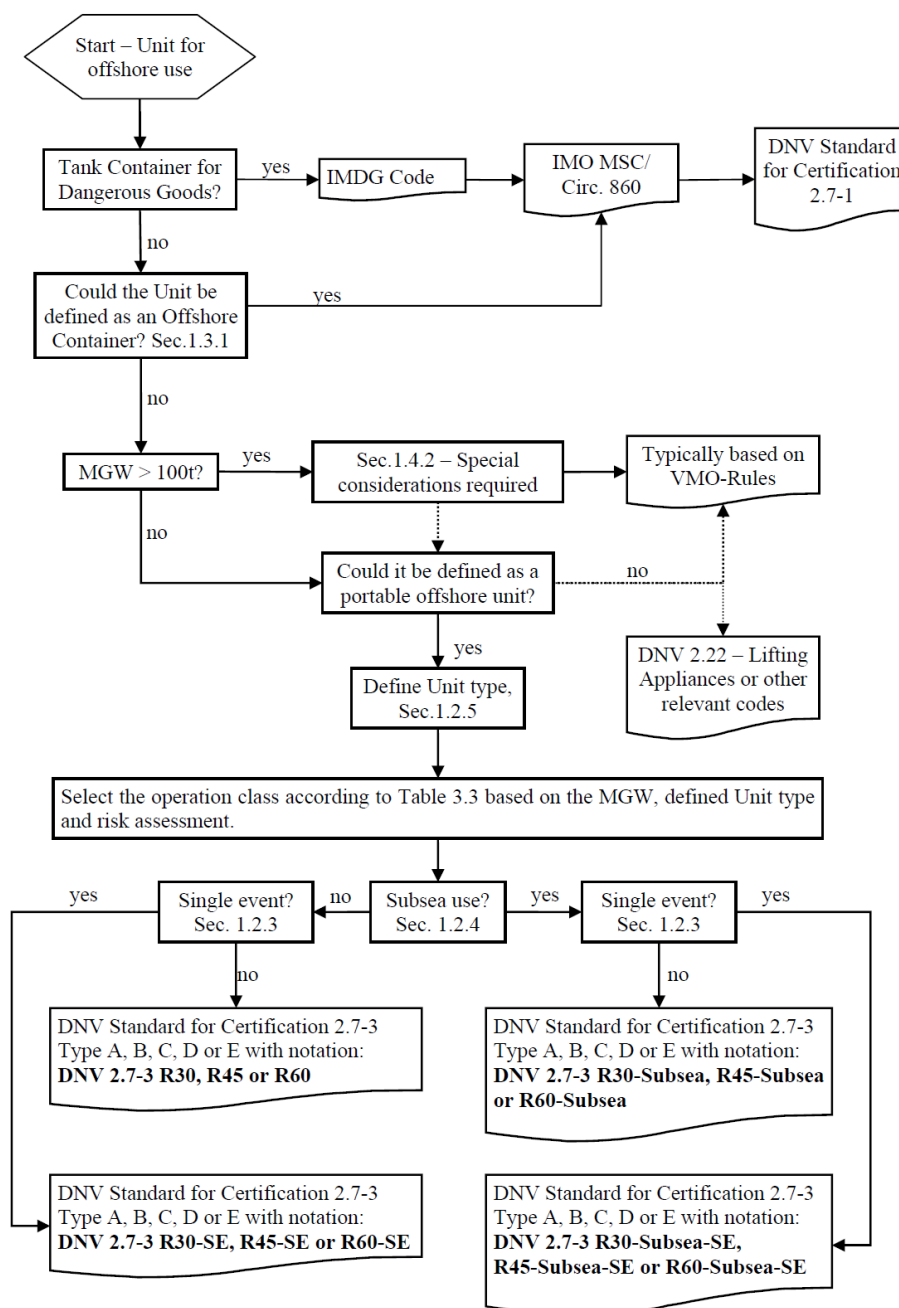 Start – Unit for
offshore use
Tank Container for
Dangerous Goods?
yes
IMDG Code
IMO MSC/
Circ. 860
DNV Standard
for Certification
2.7-1
no
Could the Unit be
defined as an Offshore
Container? Sec.1.3.1
yes
no
MGW > 100t?
yes
Sec.1.4.2 – Special
considerations required
Typically based on
VMO-Rules
no
Could it be defined as a
portable offshore unit?
no
yes
DNV 2.22 – Lifting
Appliances or other
relevant codes
Define Unit type,
Sec.1.2.5
Select the operation class according to Table 3.3 based on the MGW, defined Unit type
and risk assessment.
yes
Single event?
Sec. 1.2.3
no
Subsea use?
Sec. 1.2.4
yes
Single event?
Sec. 1.2.3
yes
no
no
DNV Standard for Certification 2.7-3
Type A, B, C, D or E with notation:
DNV 2.7-3 R30, R45 or R60
DNV Standard for Certification 2.7-3
Type A, B, C, D or E with notation:
DNV 2.7-3 R30-Subsea, R45-Subsea
or R60-Subsea
DNV Standard for Certification 2.7-3
Type A, B, C, D or E with notation:
DNV 2.7-3 R30-SE, R45-SE or R60-SE
DNV Standard for Certification 2.7-3
Type A, B, C, D or E with notation:
DNV 2.7-3 R30-Subsea-SE,
R45-Subsea-SE or R60-Subsea-SE